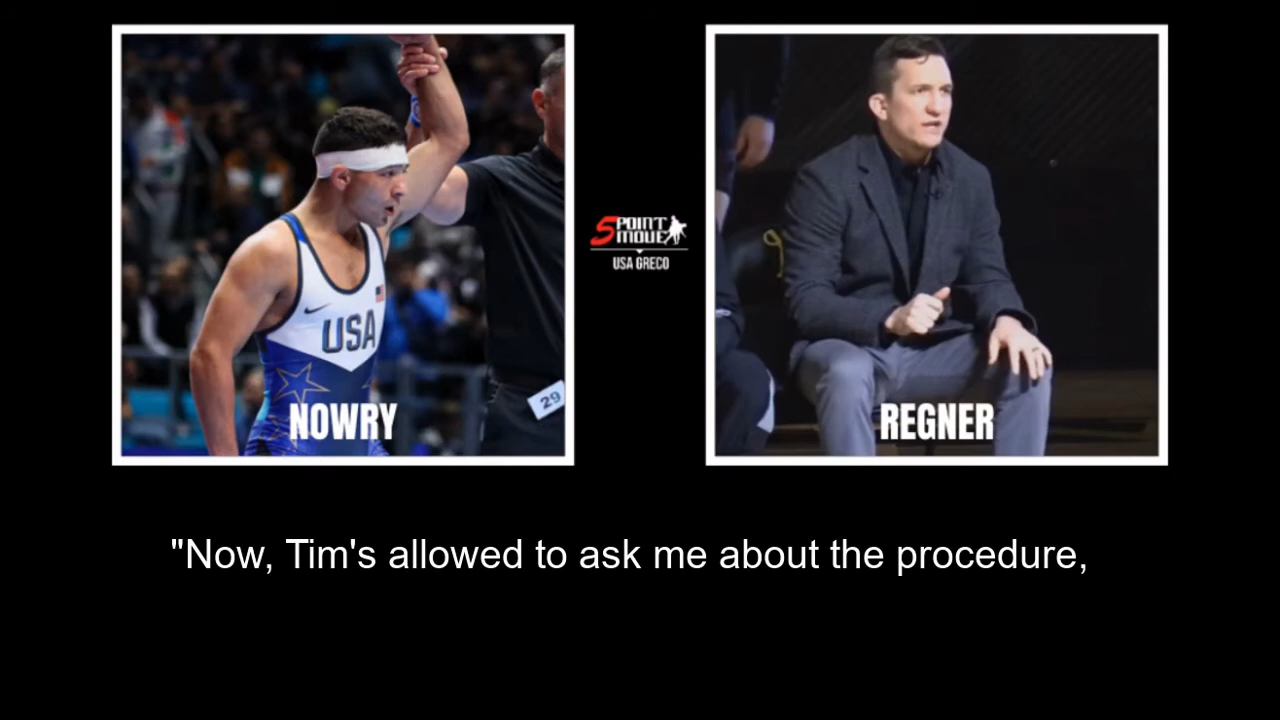 USA
29
NOWRY
5POINT
MOVE
USA GRECO
REGNER
"Now, Tim's allowed to ask me about the procedure,